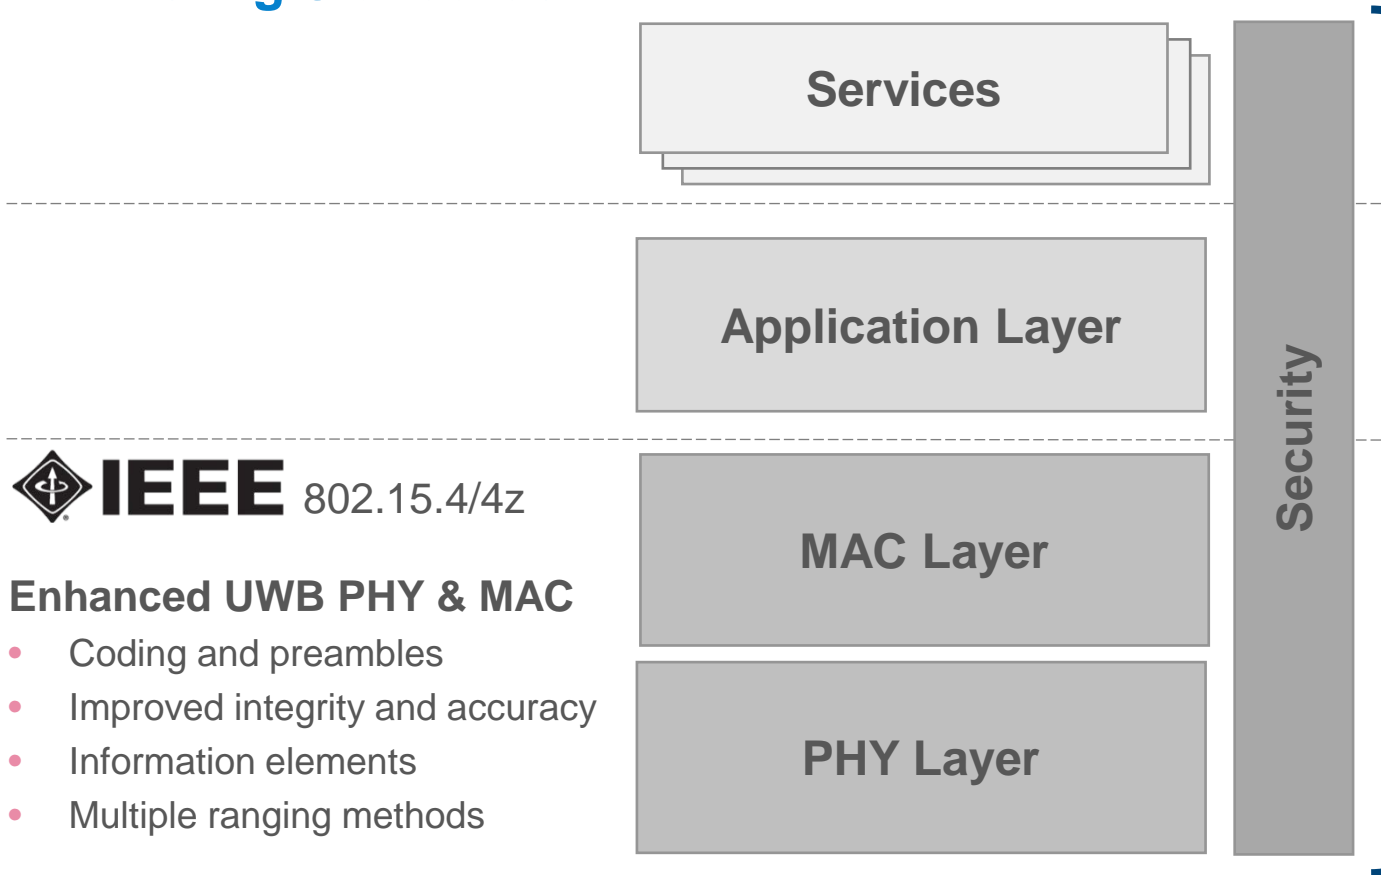 Services
Application Layer
Security
IEEE 802.15.4/4z
MAC Layer
Enhanced UWB PHY & MAC
• Coding and preambles
• Improved integrity and accuracy
• Information elements
• Multiple ranging methods
PHY Layer